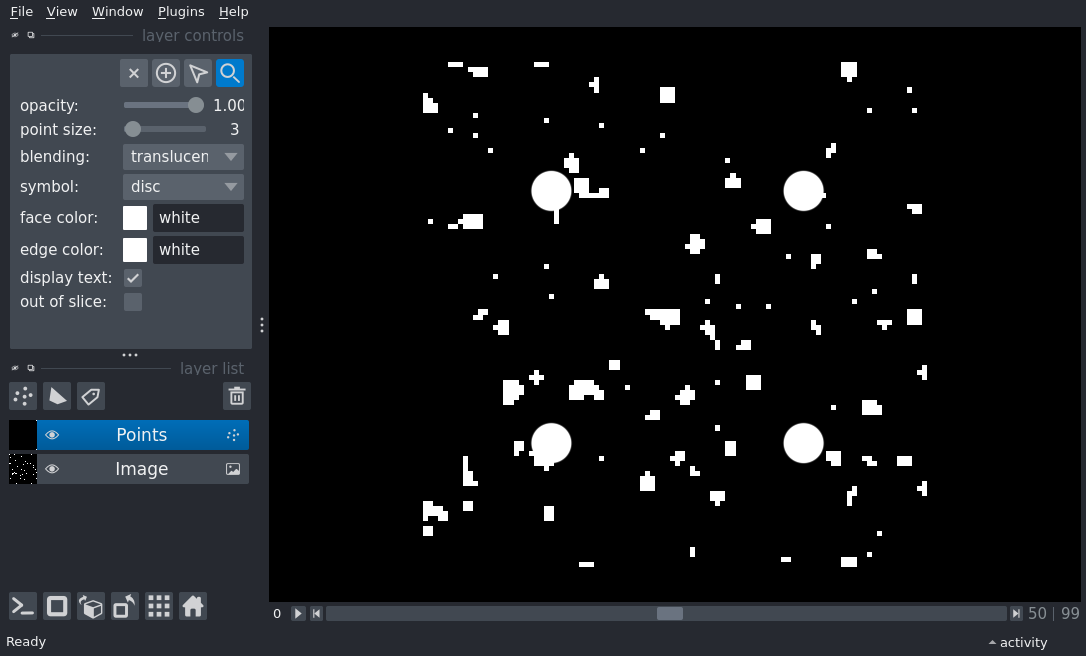 File View Window Plugins Help
layer controls
opacity: 1.00
point size: 3
blending: translucen
symbol: disc
face color: white
edge color: white
display text:
out of slice:
layer list
Points
Image
0 50 | 99
Ready activity